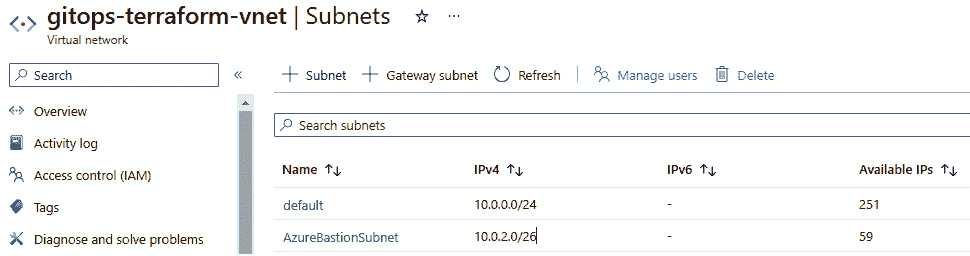 gitops-terraform-vnet | Subnets
Virtual network
Search
Overview
Activity log
Access control (IAM)
Tags
Diagnose and solve problems
Subnet Gateway subnet Refresh Manage users Delete
Search subnets
Name IPv4 IPv6 Available IPs
default 10.0.0.0/24 - 251
AzureBastionSubnet 10.0.2.0/26 - 59